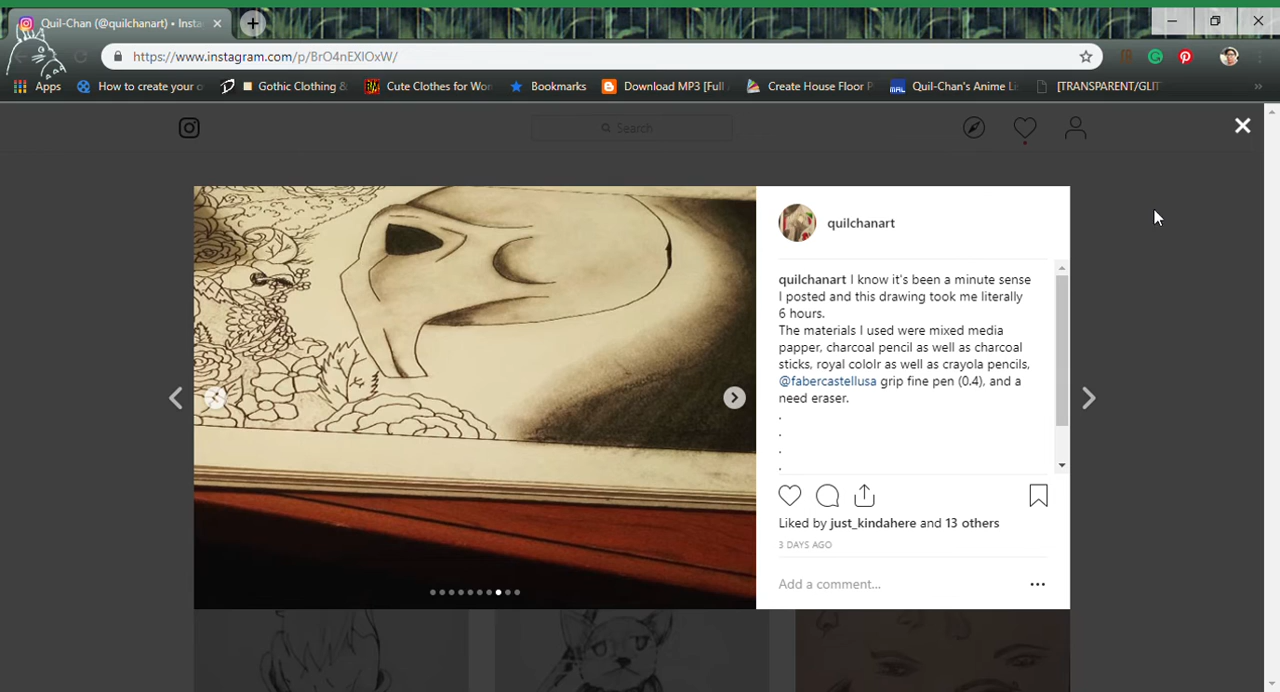 Quil-Chan (@quilchanart) • Insta
https://www.instagram.com/p/BrO4nEXlOxW/
Apps
How to create your o
Gothic Clothing &
Cute Clothes for Wom
Bookmarks
Download MP3 [Full
Create House Floor P
MAL
Quil-Chan's Anime Li
[TRANSPARENT/GLIT
»
Search
quilchanart
quilchanart I know it's been a minute sense
I posted and this drawing took me literally
6 hours.
The materials I used were mixed media
papper, charcoal pencil as well as charcoal
sticks, royal cololr as well as crayola pencils,
@fabercastellusa grip fine pen (0.4), and a
need eraser.
.
.
.
.
Liked by just_kindahere and 13 others
3 DAYS AGO
Add a comment...